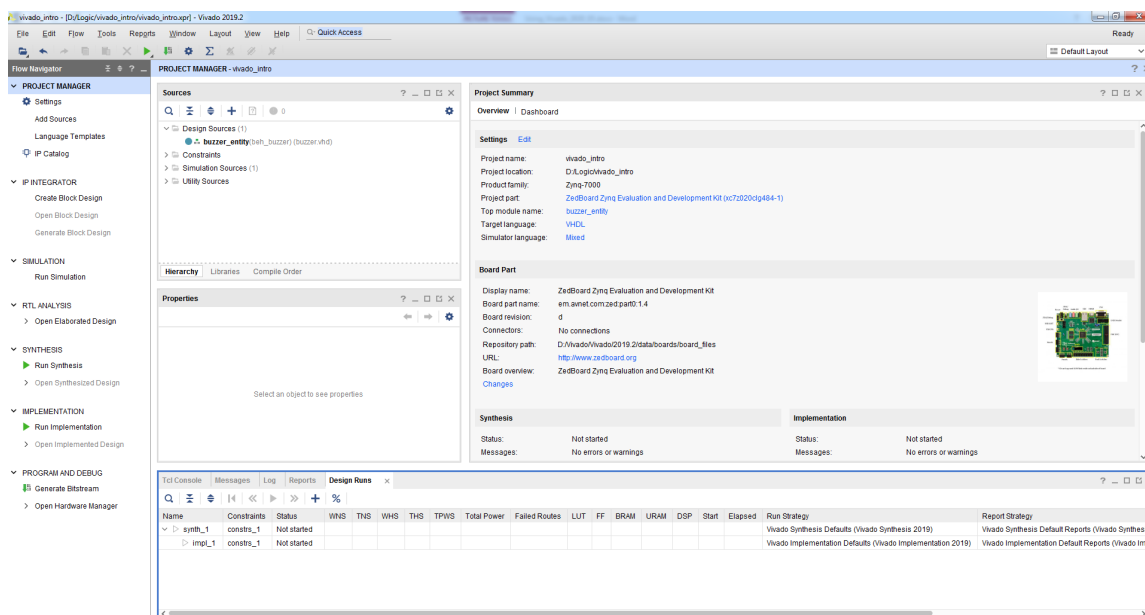 vivado_intro - [D:/Logic/vivado_intro/vivado_intro.xpr] - Vivado 2019.2
File Edit Flow Tools Reports Window Layout View Help Quick Access Ready
Default Layout
Flow Navigator
PROJECT MANAGER - vivado_intro
PROJECT MANAGER
Settings
Add Sources
Language Templates
IP Catalog
IP INTEGRATOR
Create Block Design
Open Block Design
Generate Block Design
SIMULATION
Run Simulation
RTL ANALYSIS
Open Elaborated Design
SYNTHESIS
Run Synthesis
Open Synthesized Design
IMPLEMENTATION
Run Implementation
Open Implemented Design
PROGRAM AND DEBUG
Generate Bitstream
Open Hardware Manager
Sources
0
Design Sources (1)
buzzer_entity(beh_buzzer) (buzzer.vhd)
Constraints
Simulation Sources (1)
Utility Sources
Hierarchy Libraries Compile Order
Properties
Select an object to see properties
Project Summary
Overview | Dashboard
Settings Edit
Project name: vivado_intro
Project location: D:/Logic/vivado_intro
Product family: Zynq-7000
Project part: ZedBoard Zynq Evaluation and Development Kit (xc7z020clg484-1)
Top module name: buzzer_entity
Target language: VHDL
Simulator language: Mixed
Board Part
Display name: ZedBoard Zynq Evaluation and Development Kit
Board part name: em.avnet.com:zed:part0:1.4
Board revision: d
Connectors: No connections
Repository path: D:/Vivado/Vivado/2019.2/data/boards/board_files
URL: http://www.zedboard.org
Board overview: ZedBoard Zynq Evaluation and Development Kit
Changes
Synthesis Implementation
Status: Not started Status: Not started
Messages: No errors or warnings Messages: No errors or warnings
Tcl Console Messages Log Reports Design Runs
Name Constraints Status WNS TNS WHS THS TPWS Total Power Failed Routes LUT FF BRAM URAM DSP Start Elapsed Run Strategy Report Strategy
synth_1 constrs_1 Not started Vivado Synthesis Defaults (Vivado Synthesis 2019) Vivado Synthesis Default Reports (Vivado Synthes
impl_1 constrs_1 Not started Vivado Implementation Defaults (Vivado Implementation 2019) Vivado Implementation Default Reports (Vivado Im